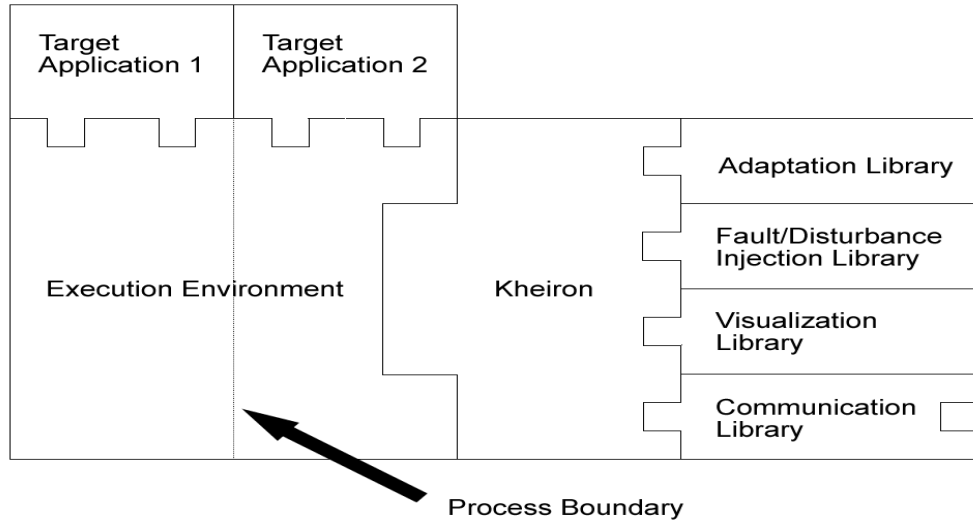 Target
Application 1
Target
Application 2
Adaptation Library
Fault/Disturbance
Injection Library
Execution Environment
Kheiron
Visualization
Library
Communication
Library
Process Boundary